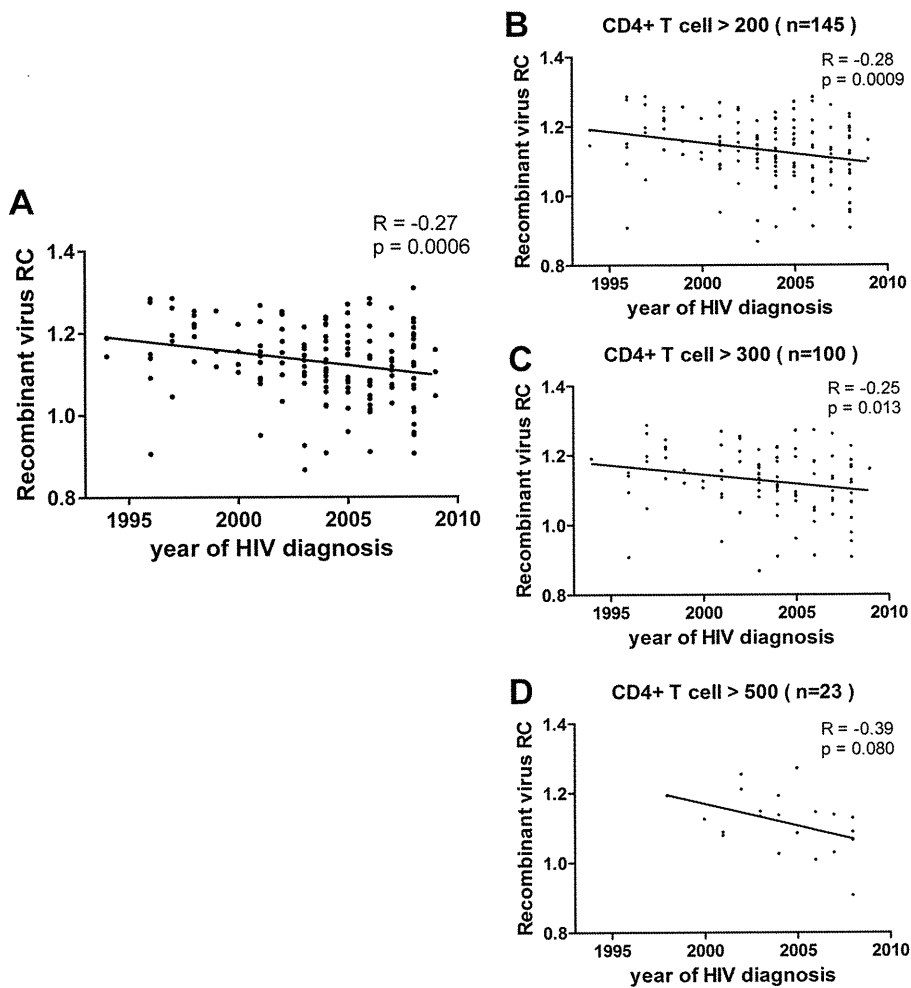 A
R = -0.27
p = 0.0006
Recombinant virus RC
1.4
1.2
1.0
0.8
1995 2000 2005 2010
year of HIV diagnosis
B
CD4+ T cell > 200 ( n=145 )
R = -0.28
p = 0.0009
Recombinant virus RC
1.4
1.2
1.0
0.8
1995 2000 2005 2010
year of HIV diagnosis
C
CD4+ T cell > 300 ( n=100 )
R = -0.25
p = 0.013
Recombinant virus RC
1.4
1.2
1.0
0.8
1995 2000 2005 2010
year of HIV diagnosis
D
CD4+ T cell > 500 ( n=23 )
R = -0.39
p = 0.080
Recombinant virus RC
1.4
1.2
1.0
0.8
1995 2000 2005 2010
year of HIV diagnosis